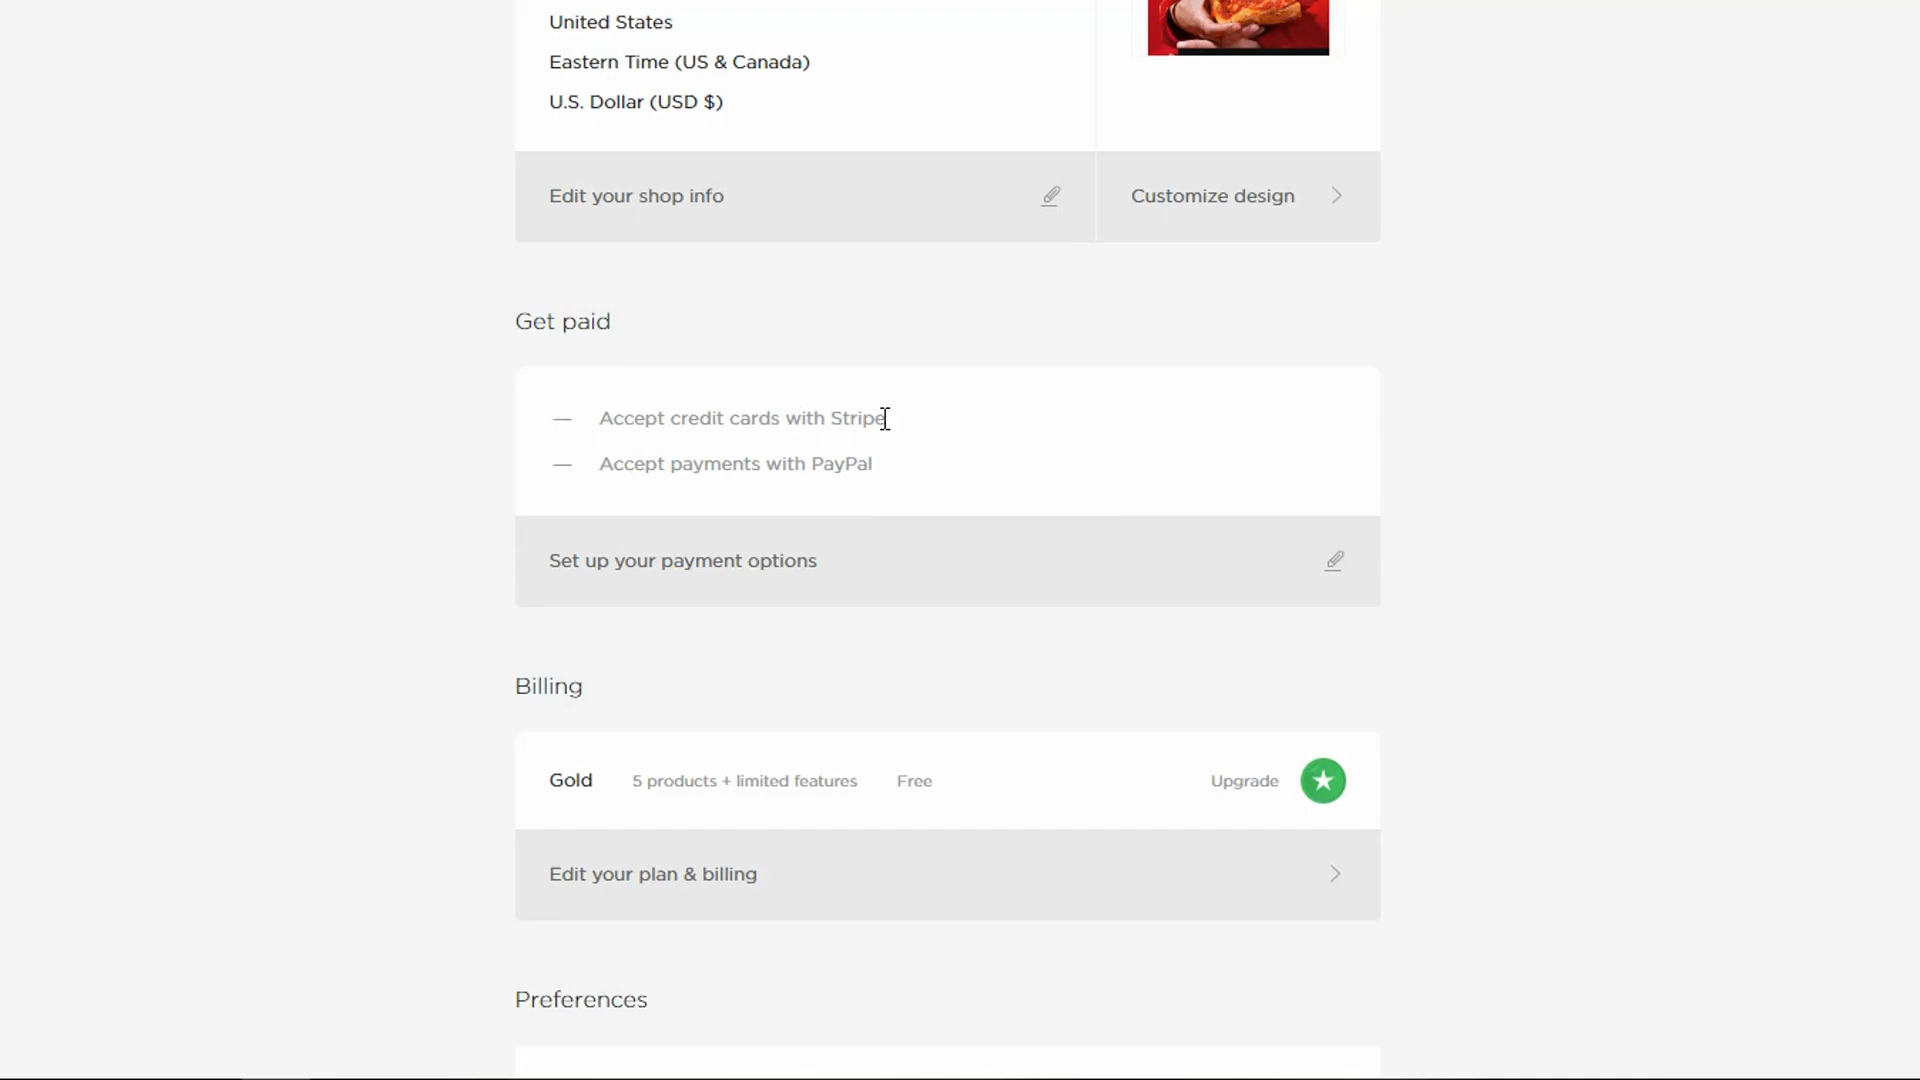 United States
Eastern Time (US & Canada)
U.S. Dollar (USD $)
Edit your shop info
Customize design
Get paid
— Accept credit cards with Stripe
— Accept payments with PayPal
Set up your payment options
Billing
Gold 5 products + limited features Free Upgrade
Edit your plan & billing
Preferences